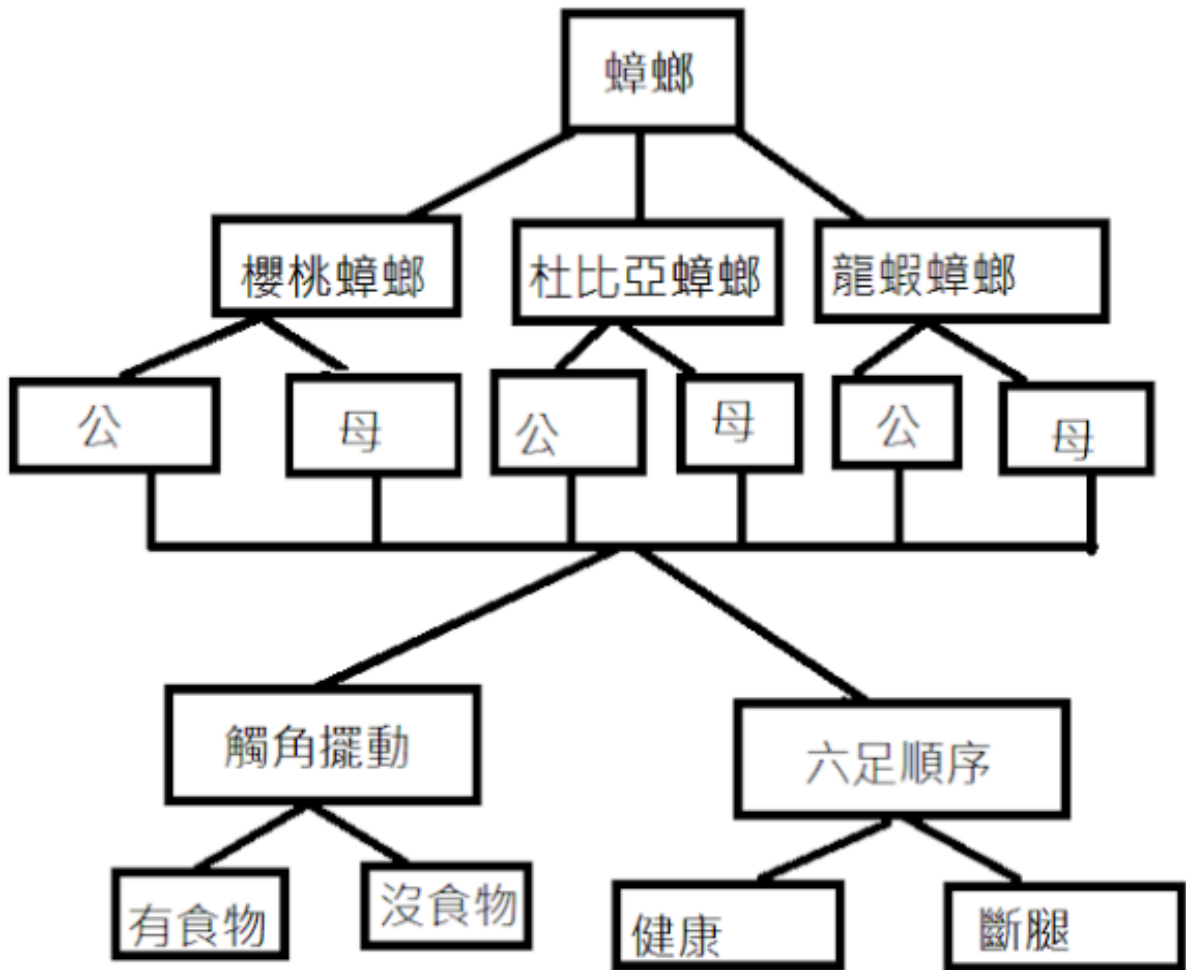 蟑螂
櫻桃蟑螂
杜比亞蟑螂
龍蝦蟑螂
公
母
公
母
公
母
觸角擺動
六足順序
有食物
沒食物
健康
斷腿